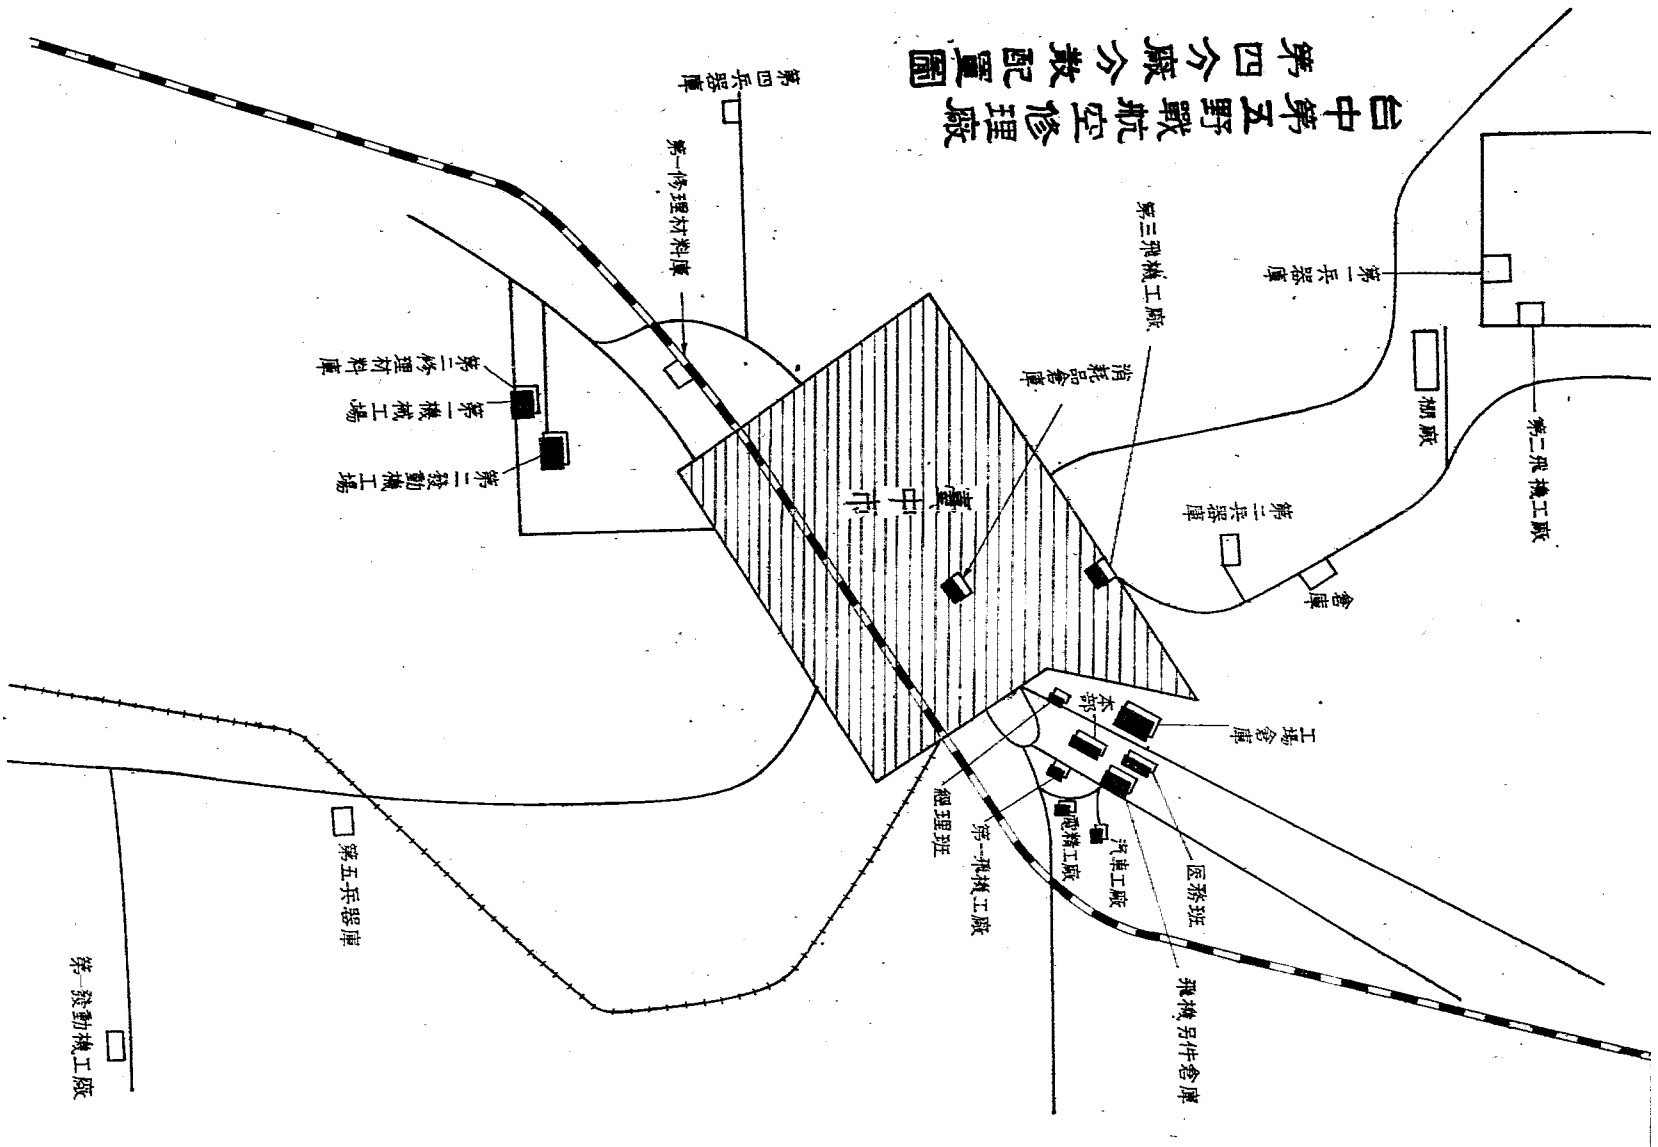 台中第五野戰航空修理廠
第四分廠分散配置圖
第四兵器庫
第一修理材料庫
第三飛機工廠
第一兵器庫
消耗品倉庫
棚廠
第二飛機工廠
第二修理材料庫
第一機械工場
第二發動機工場
臺中市
第三兵器庫
倉庫
本部
工場倉庫
經理班
第一飛機工廠
電精工廠
汽車工廠
医務班
飛機另件倉庫
第五兵器庫
第一發動機工廠